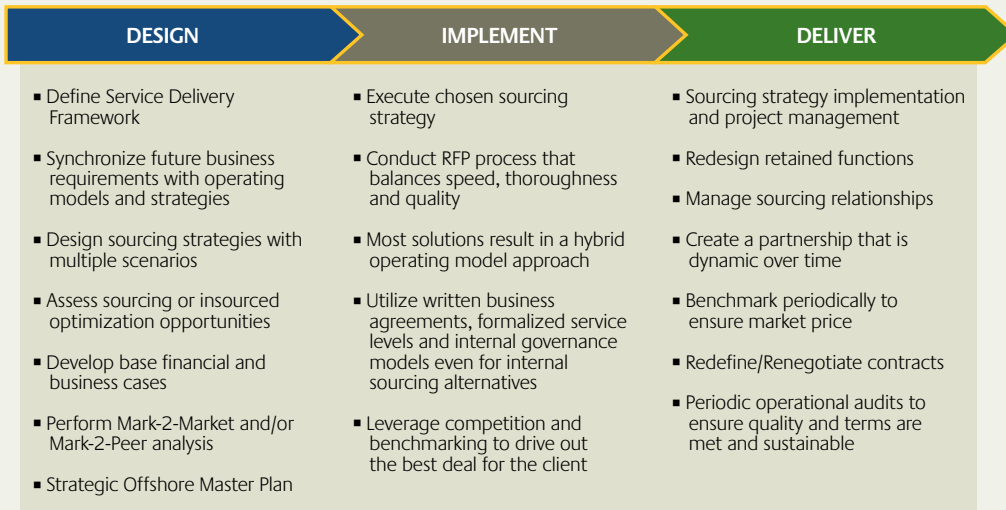 DESIGN
IMPLEMENT
DELIVER
▪ Define Service Delivery
Framework
▪ Synchronize future business
requirements with operating
models and strategies
▪ Design sourcing strategies with
multiple scenarios
▪ Assess sourcing or insourced
optimization opportunities
▪ Develop base financial and
business cases
▪ Perform Mark-2-Market and/or
Mark-2-Peer analysis
▪ Strategic Offshore Master Plan
▪ Execute chosen sourcing
strategy
▪ Conduct RFP process that
balances speed, thoroughness
and quality
▪ Most solutions result in a hybrid
operating model approach
▪ Utilize written business
agreements, formalized service
levels and internal governance
models even for internal
sourcing alternatives
▪ Leverage competition and
benchmarking to drive out
the best deal for the client
▪ Sourcing strategy implementation
and project management
▪ Redesign retained functions
▪ Manage sourcing relationships
▪ Create a partnership that is
dynamic over time
▪ Benchmark periodically to
ensure market price
▪ Redefine/Renegotiate contracts
▪ Periodic operational audits to
ensure quality and terms are
met and sustainable